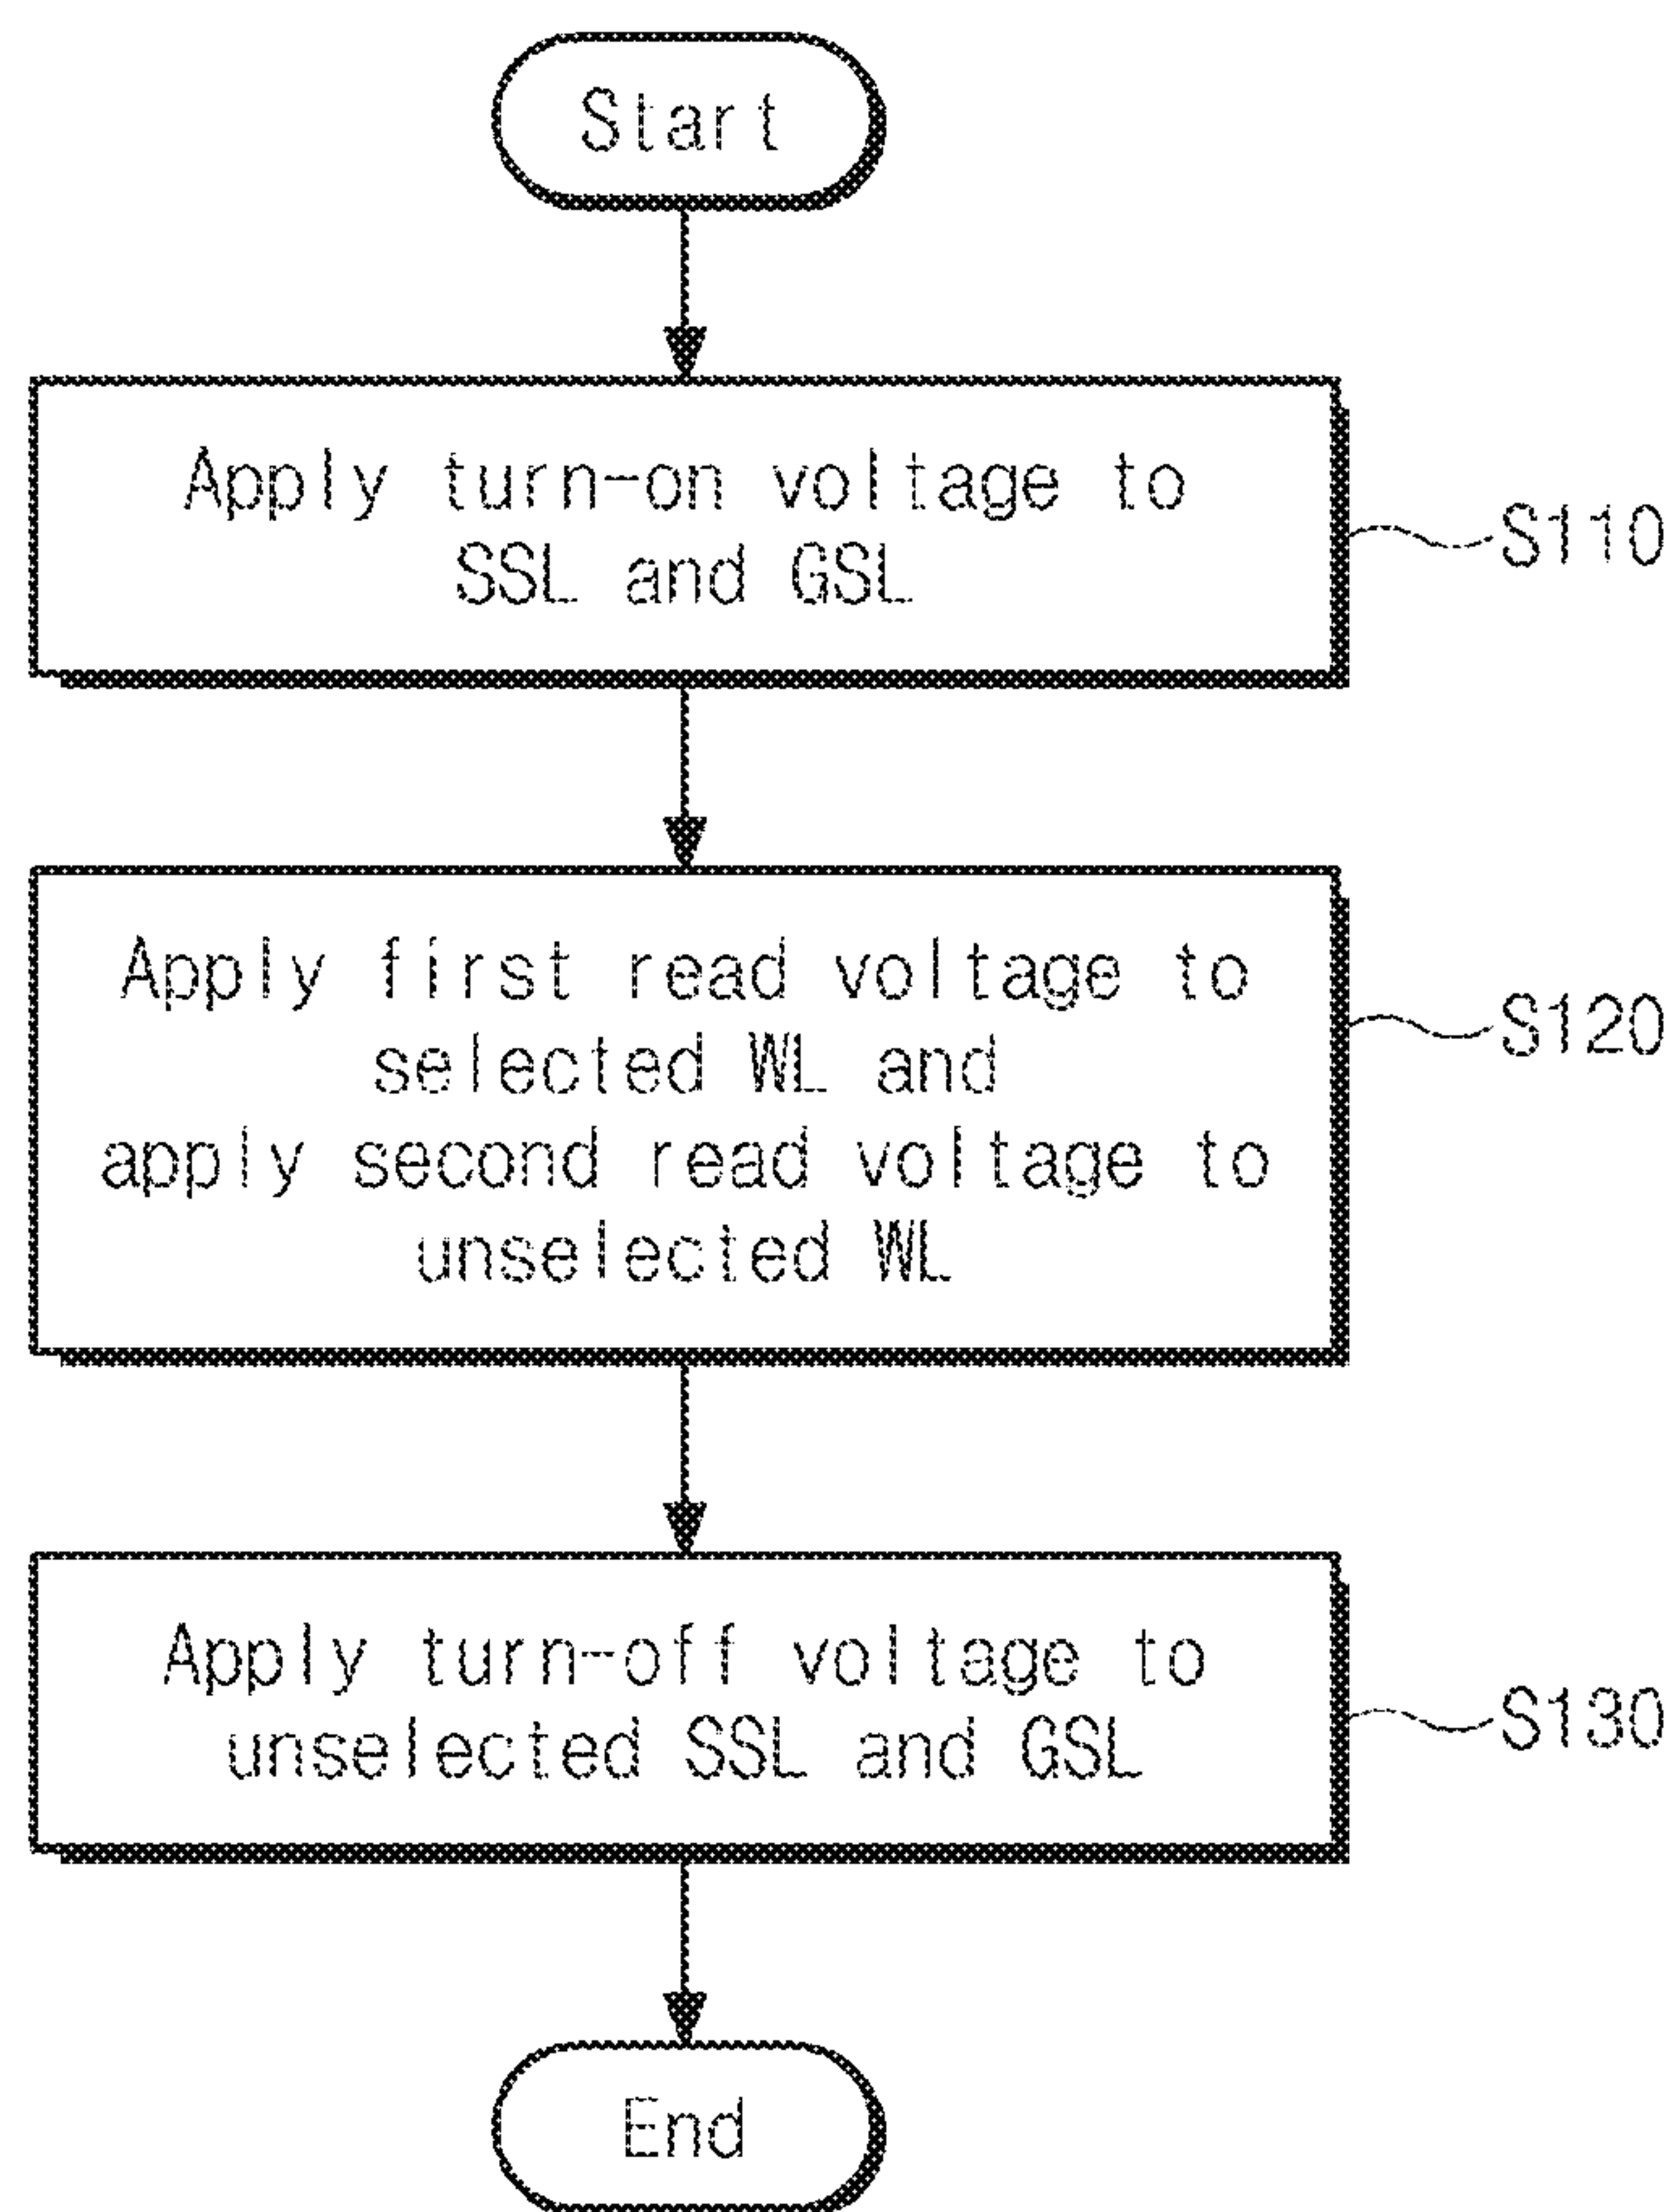 Start
Apply turn-on voltage to
SSL and GSL
S110
Apply first read voltage to
selected WL and
apply second read voltage to
unselected WL
S120
Apply turn-off voltage to
unselected SSL and GSL
S130
End